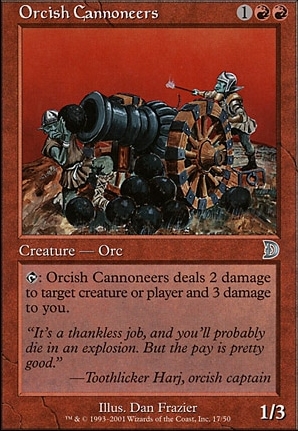 Orcish Cannoneers 1
Creature — Orc
: Orcish Cannoneers deals 2 damage
to target creature or player and 3 damage
to you.
“It’s a thankless job, and you’ll probably
die in an explosion. But the pay is pretty
good.”
—Toothlicker Harj, orcish captain
Illus. Dan Frazier
1/3
™ & © 1993–2001 Wizards of the Coast, Inc. 17/50